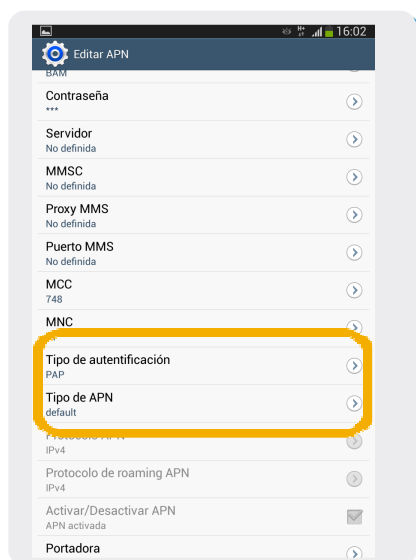 16:02
Editar APN
BAM
Contraseña
***
Servidor
No definida
MMSC
No definida
Proxy MMS
No definida
Puerto MMS
No definida
MCC
748
MNC
Tipo de autentificación
PAP
Tipo de APN
default
Protocolo APN
IPv4
Protocolo de roaming APN
IPv4
Activar/Desactivar APN
APN activada
Portadora